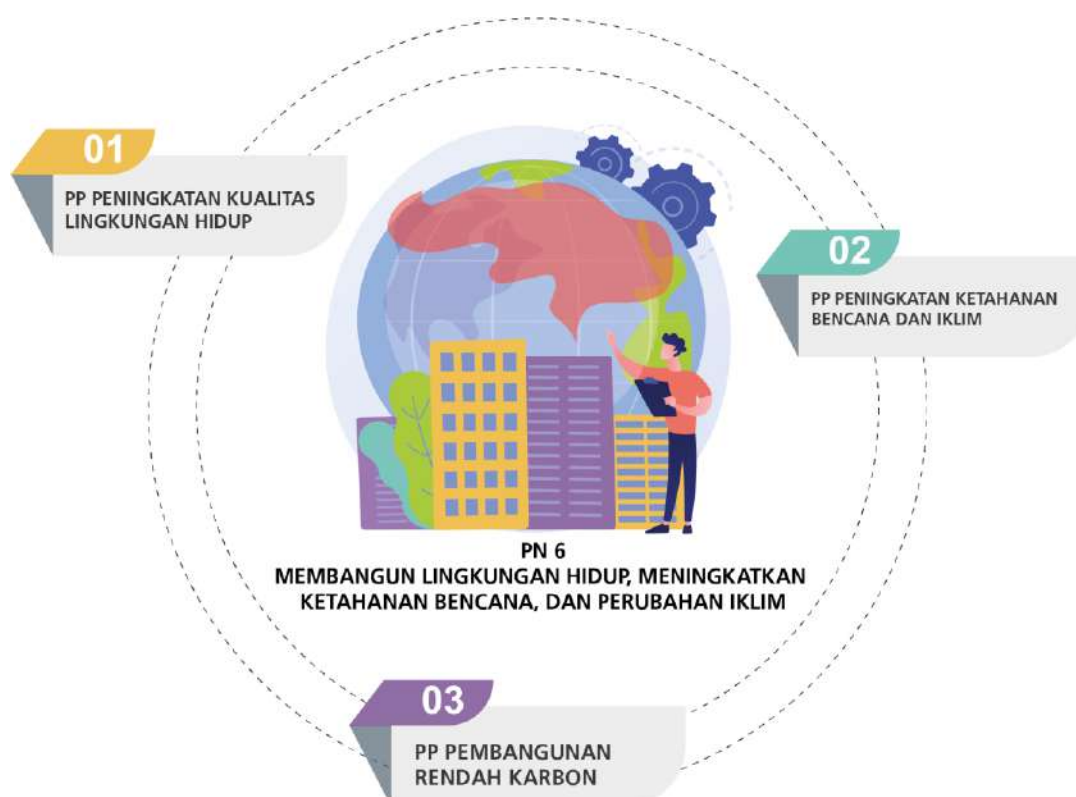 01
PP PENINGKATAN KUALITAS
LINGKUNGAN HIDUP
02
PP PENINGKATAN KETAHANAN
BENCANA DAN IKLIM
PN 6
MEMBANGUN LINGKUNGAN HIDUP, MENINGKATKAN
KETAHANAN BENCANA, DAN PERUBAHAN IKLIM
03
PP PEMBANGUNAN
RENDAH KARBON